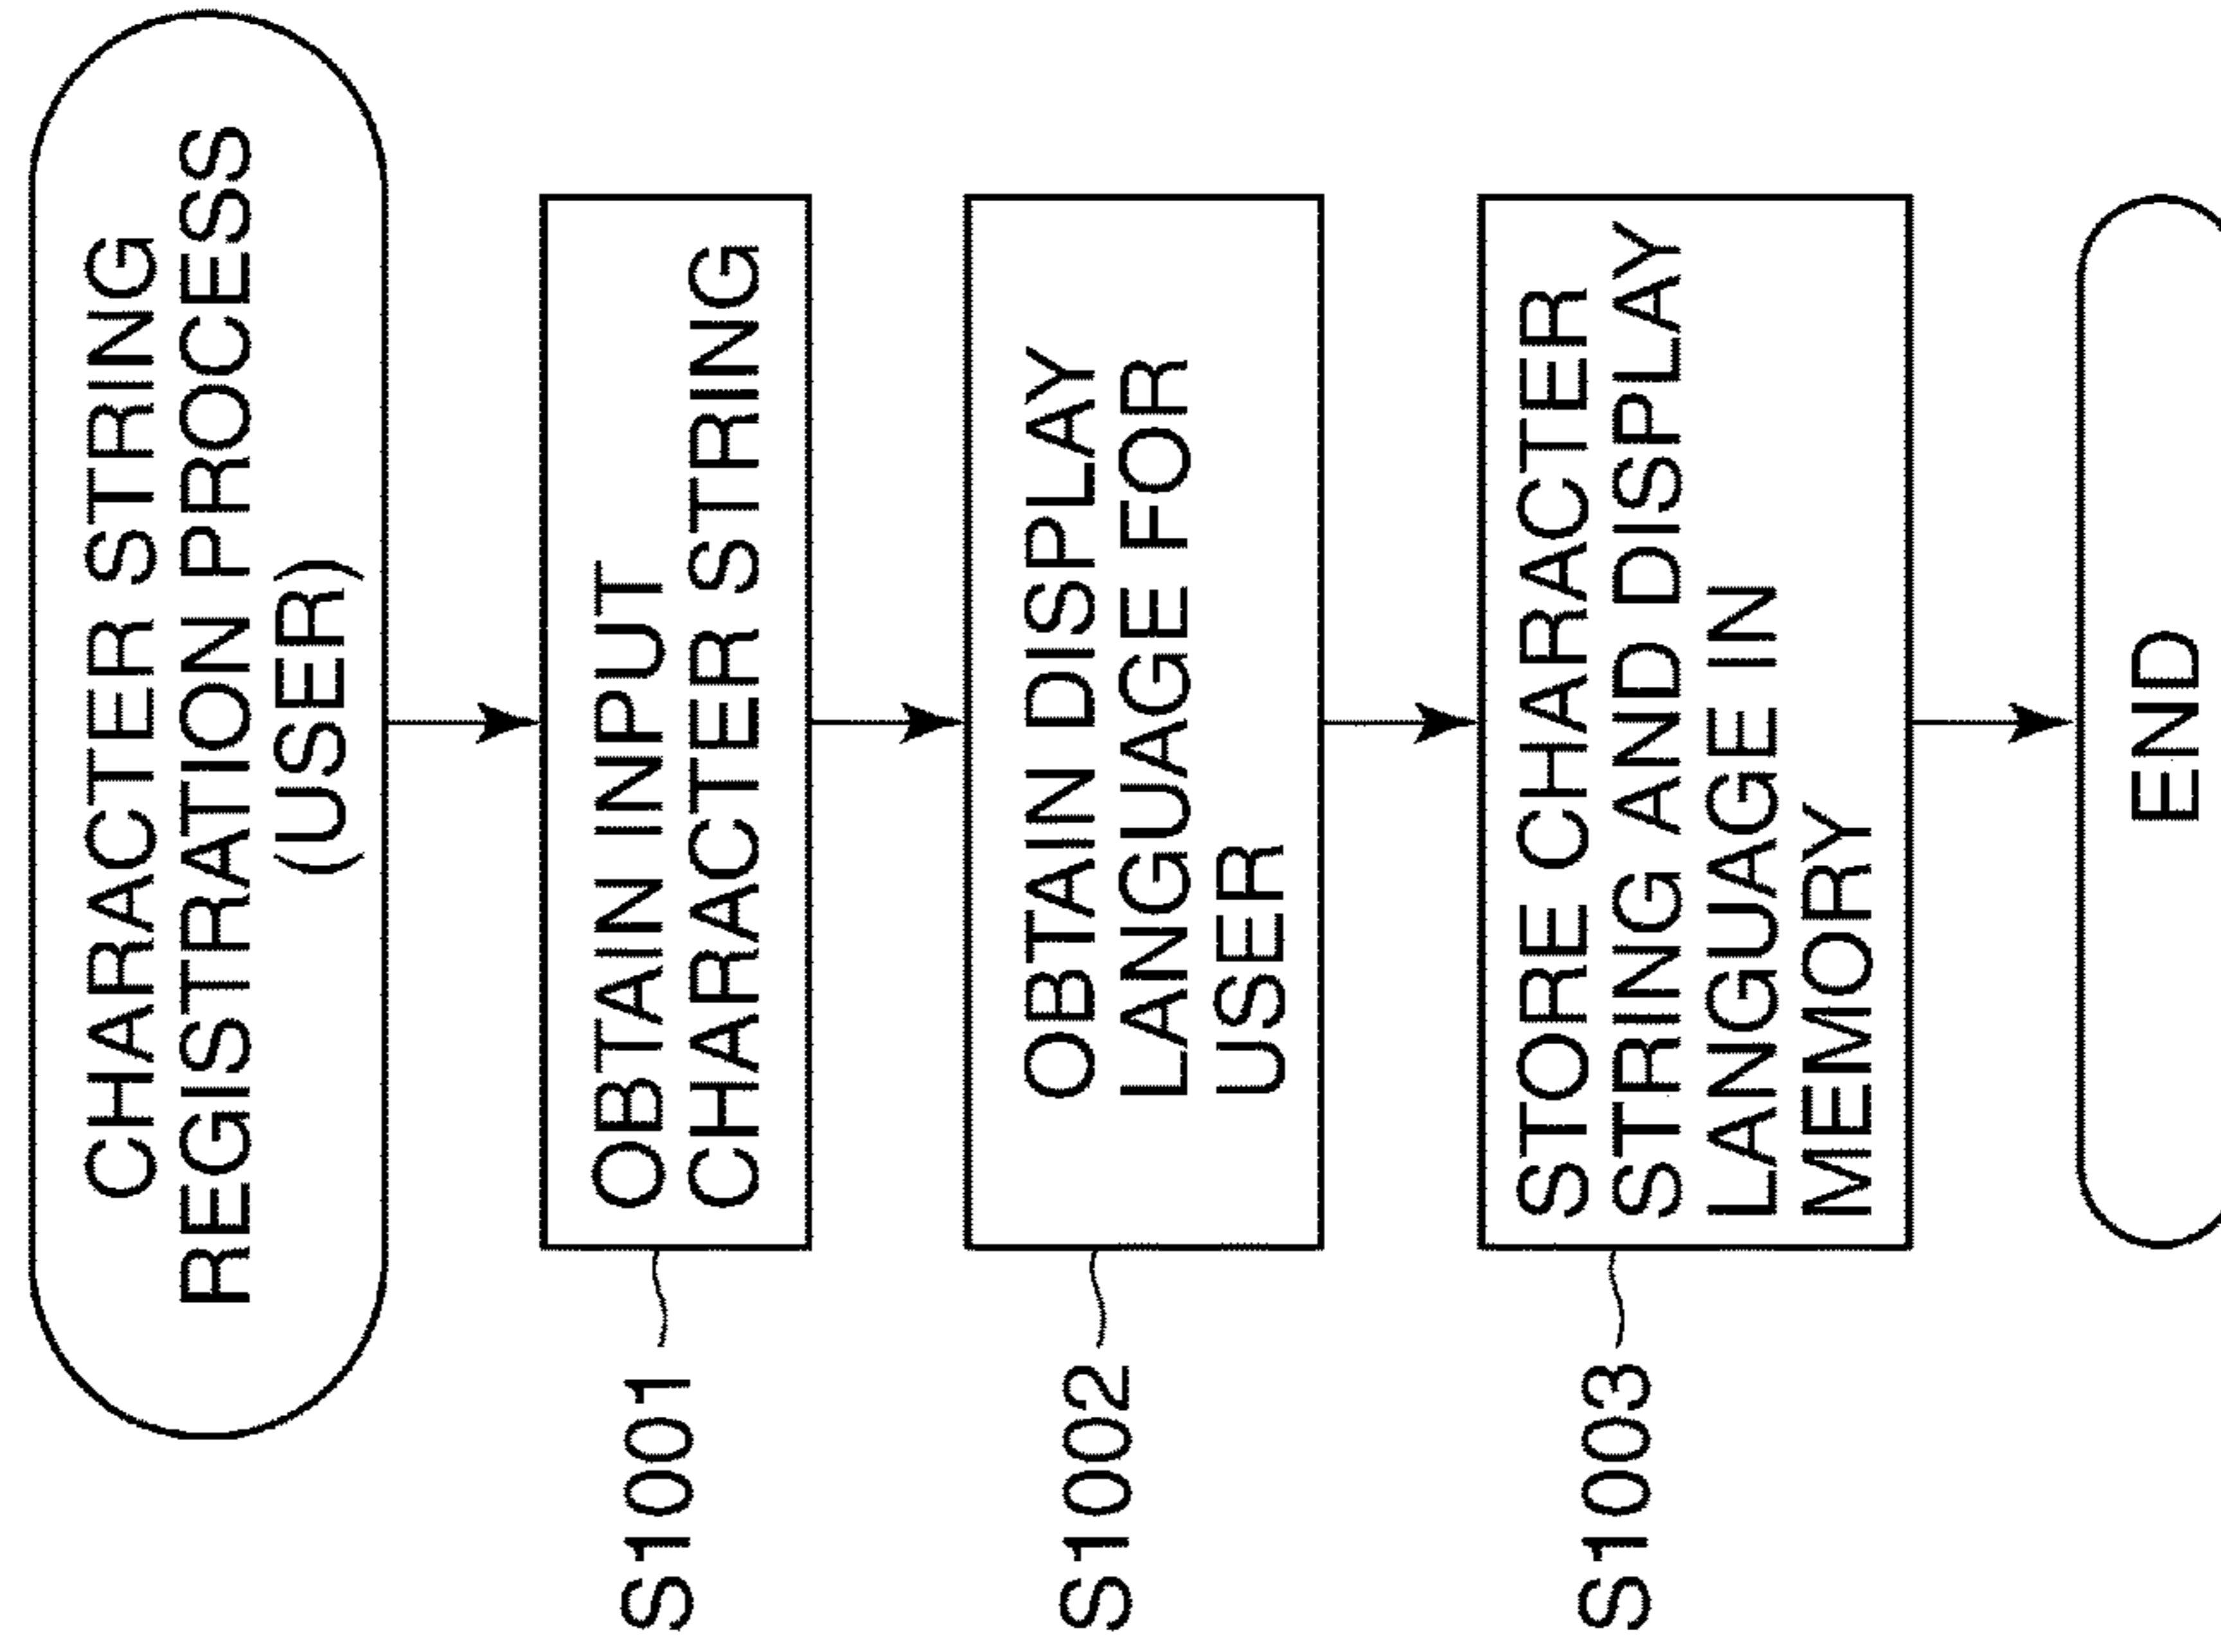 CHARACTER STRING
REGISTRATION PROCESS
(USER)
S1001
OBTAIN INPUT
CHARACTER STRING
S1002
OBTAIN DISPLAY
LANGUAGE FOR
USER
S1003
STORE CHARACTER
STRING AND DISPLAY
LANGUAGE IN
MEMORY
END